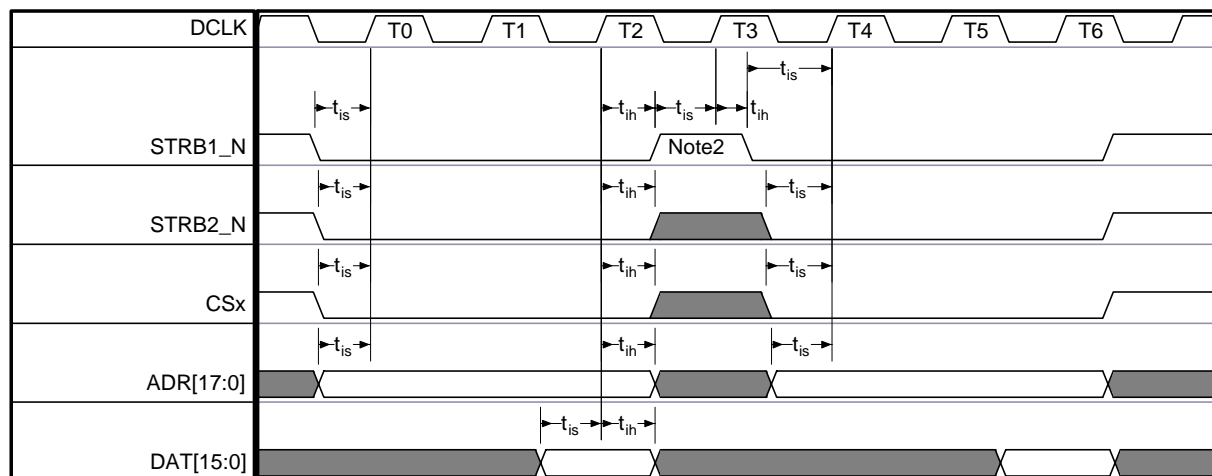 DCLK T0 T1 T2 T3 T4 T5 T6
tis
tis tih tis tih
STRB1_N Note2
tis tih tis
STRB2_N
tis tih tis
CSx
tis tih tis
ADR[17:0]
tis tih
DAT[15:0]